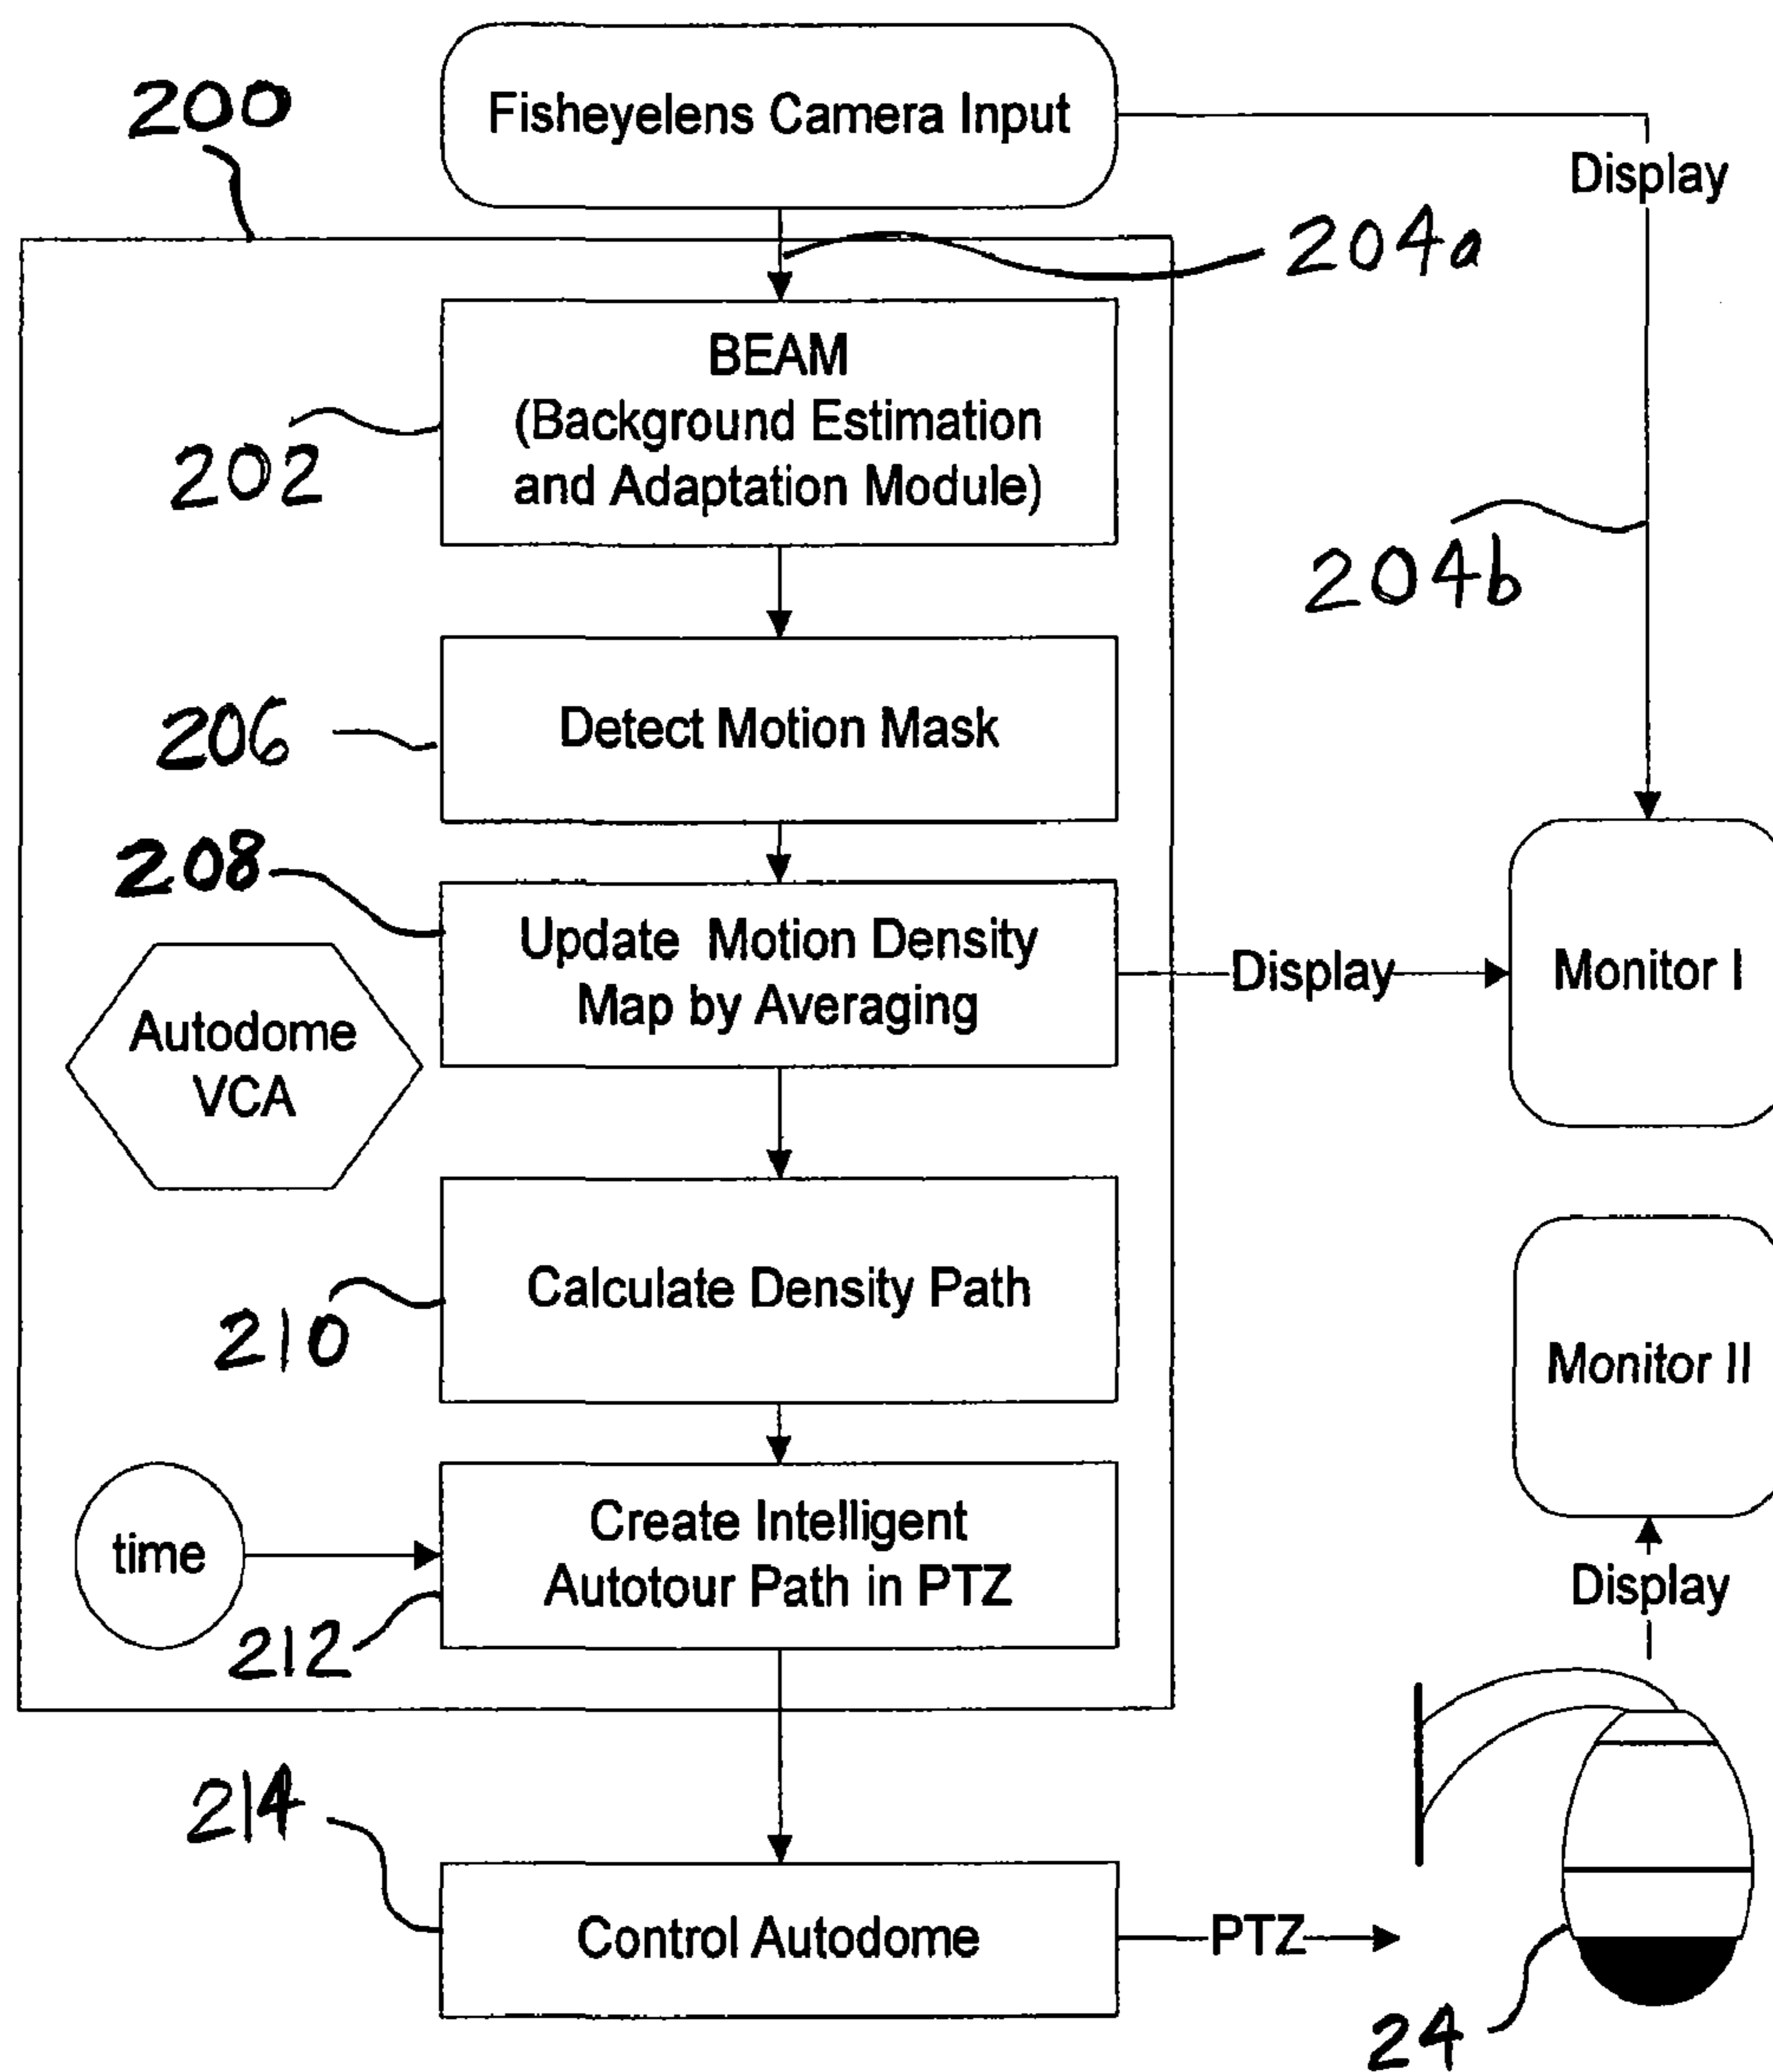 Fisheyelens Camera Input
200
Display
204a
BEAM
(Background Estimation
and Adaptation Module)
202
204b
Detect Motion Mask
206
208
Update Motion Density
Map by Averaging
Display
Monitor I
Autodome
VCA
Calculate Density Path
210
Monitor II
time
Create Intelligent
Autotour Path in PTZ
212
Display
214
Control Autodome
PTZ
24